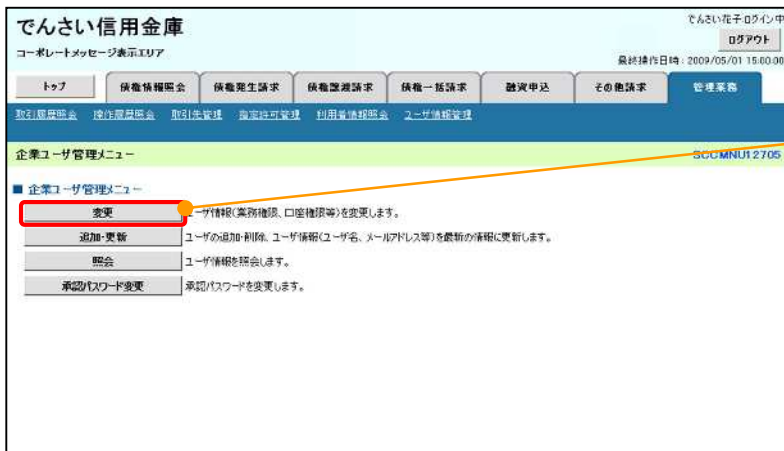 でんさい信用金庫
でんさい花子ログイン中
ログアウト
コーポレートメッセージ表示エリア
最終操作日時：2009/05/01 15:00:00
トップ 債権情報照会 債権発生請求 債権譲渡請求 債権一括請求 融資申込 その他請求 管理業務
取引履歴照会 操作履歴照会 取引先管理 指定許可管理 利用者情報照会 ユーザ情報管理
企業ユーザ管理メニュー SCCMNU12705
■ 企業ユーザ管理メニュー
変更 ユーザ情報(業務権限、口座権限等)を変更します。
追加・更新 ユーザの追加・削除、ユーザ情報(ユーザ名、メールアドレス等)を最新の情報に更新します。
照会 ユーザ情報を照会します。
承認パスワード変更 承認パスワードを変更します。